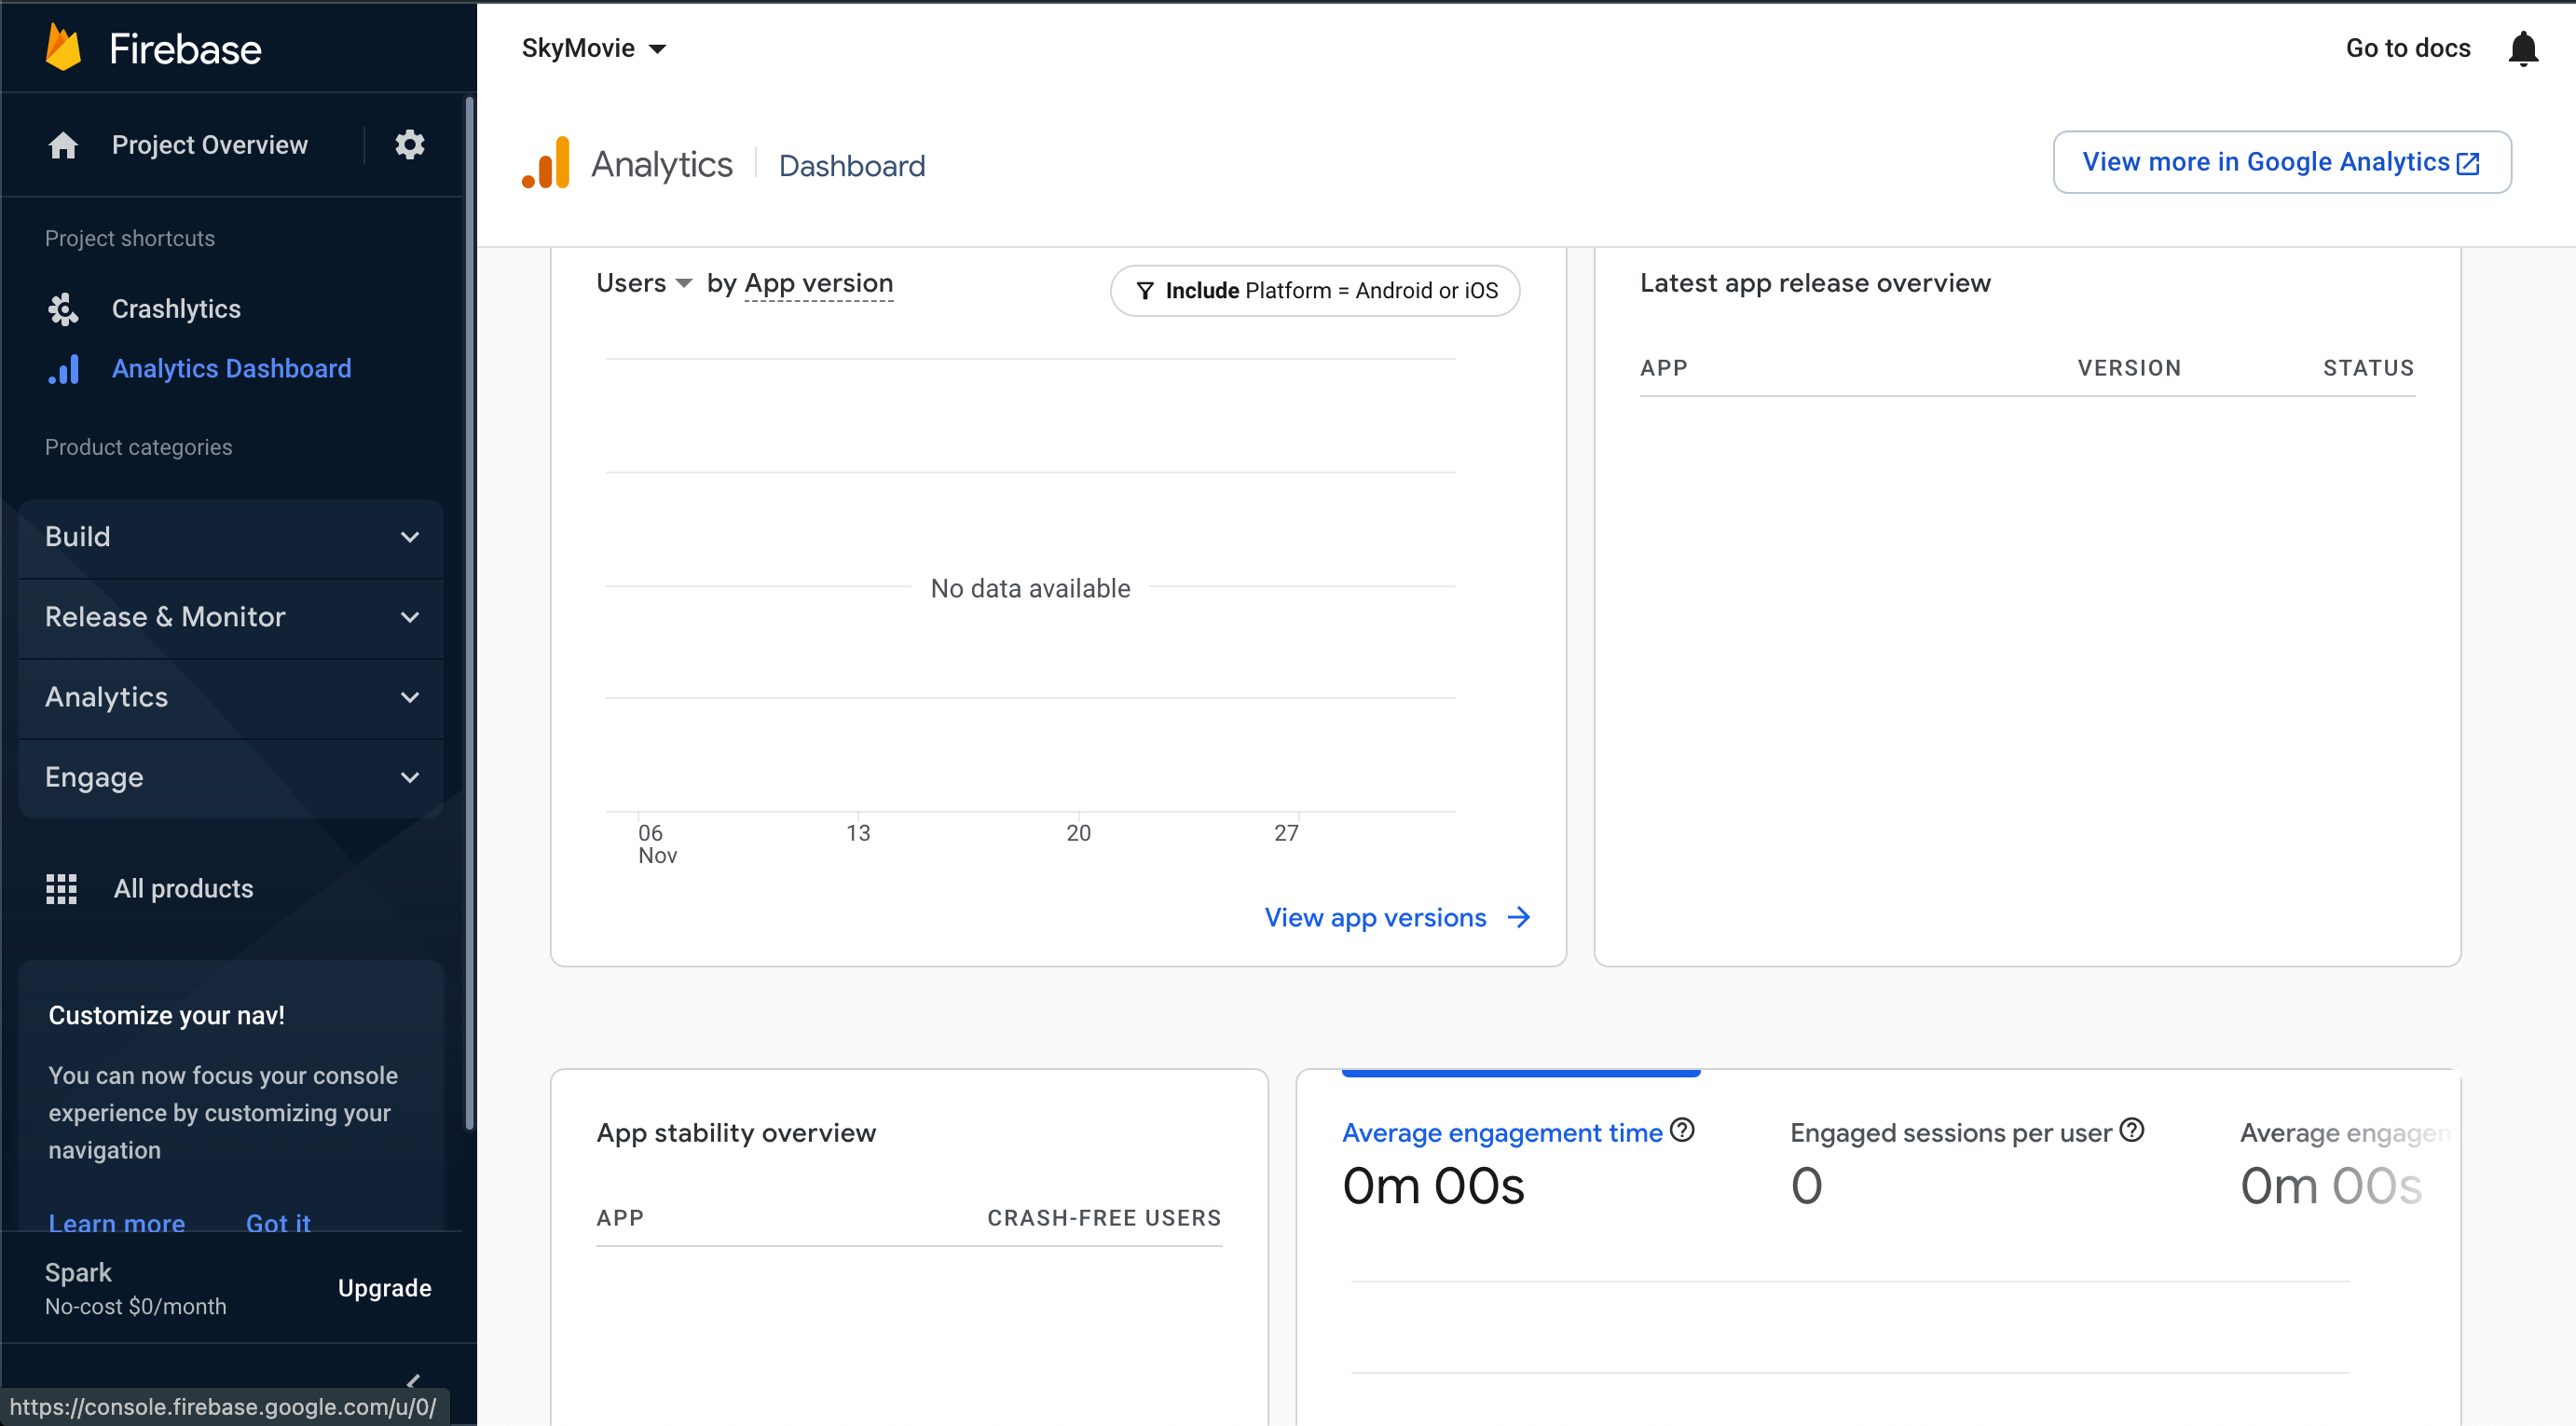 Firebase
Project Overview
Project shortcuts
Crashlytics
Analytics Dashboard
Product categories
Build
Release & Monitor
Analytics
Engage
All products
Customize your nav!
You can now focus your console
experience by customizing your
navigation
Learn more Got it
Spark
No-cost $0/month
Upgrade
https://console.firebase.google.com/u/0/
SkyMovie
Go to docs
Analytics Dashboard
View more in Google Analytics
Users by App version
Include Platform = Android or iOS
No data available
06 13 20 27
Nov
View app versions
Latest app release overview
APP VERSION STATUS
App stability overview
APP CRASH-FREE USERS
Average engagement time
0m 00s
Engaged sessions per user
0
Average engagem
0m 00s